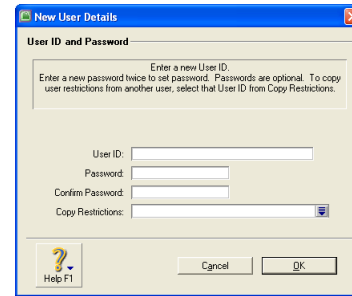 New User Details
User ID and Password
Enter a new User ID.
Enter a new password twice to set password. Passwords are optional. To copy
user restrictions from another user, select that User ID from Copy Restrictions.
User ID:
Password:
Confirm Password:
Copy Restrictions:
Help F1
Cancel
OK